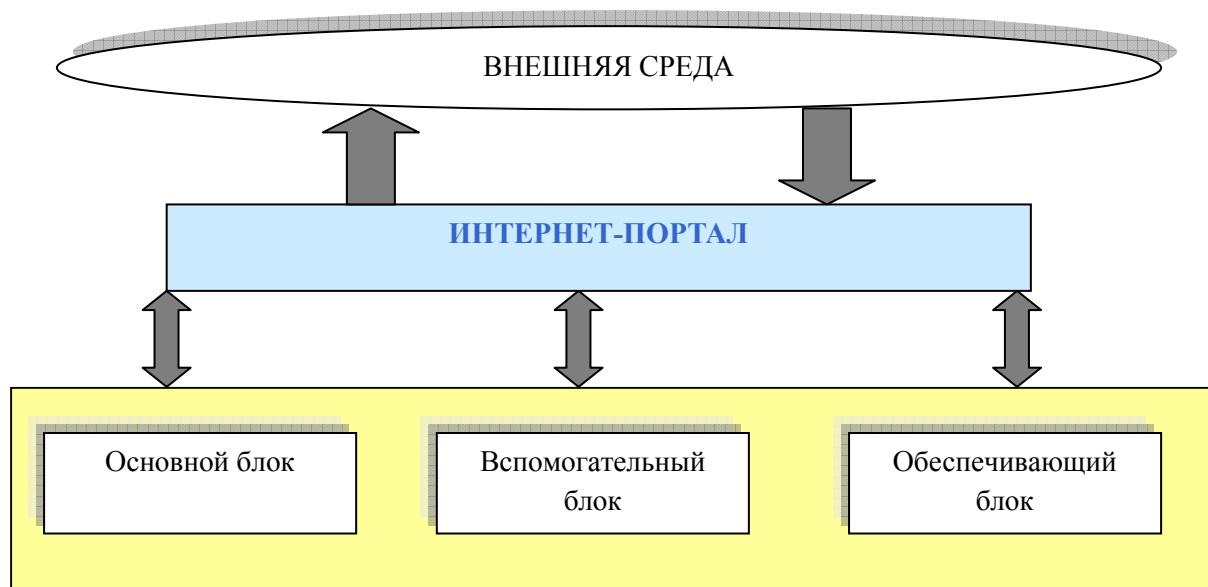 ВНЕШНЯЯ СРЕДА
ИНТЕРНЕТ-ПОРТАЛ
Основной блок
Вспомогательный
блок
Обеспечивающий
блок